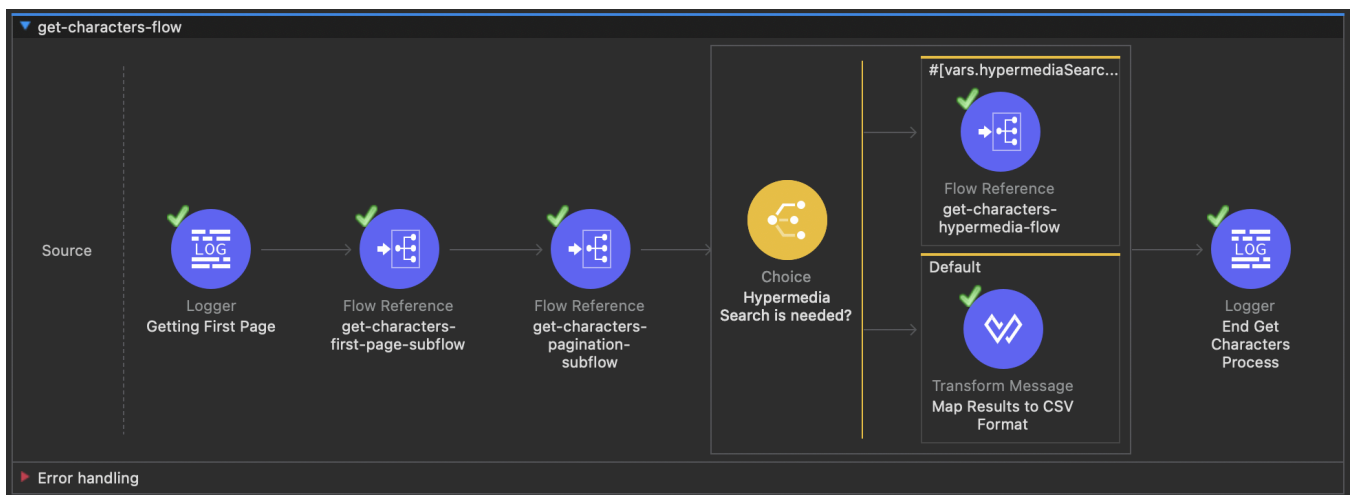 get-characters-flow
Source
LOG
Logger
Getting First Page
Flow Reference
get-characters-
first-page-subflow
Flow Reference
get-characters-
pagination-
subflow
Choice
Hypermedia
Search is needed?
#[vars.hypermediaSearc...
Flow Reference
get-characters-
hypermedia-flow
Default
Transform Message
Map Results to CSV
Format
LOG
Logger
End Get
Characters
Process
Error handling